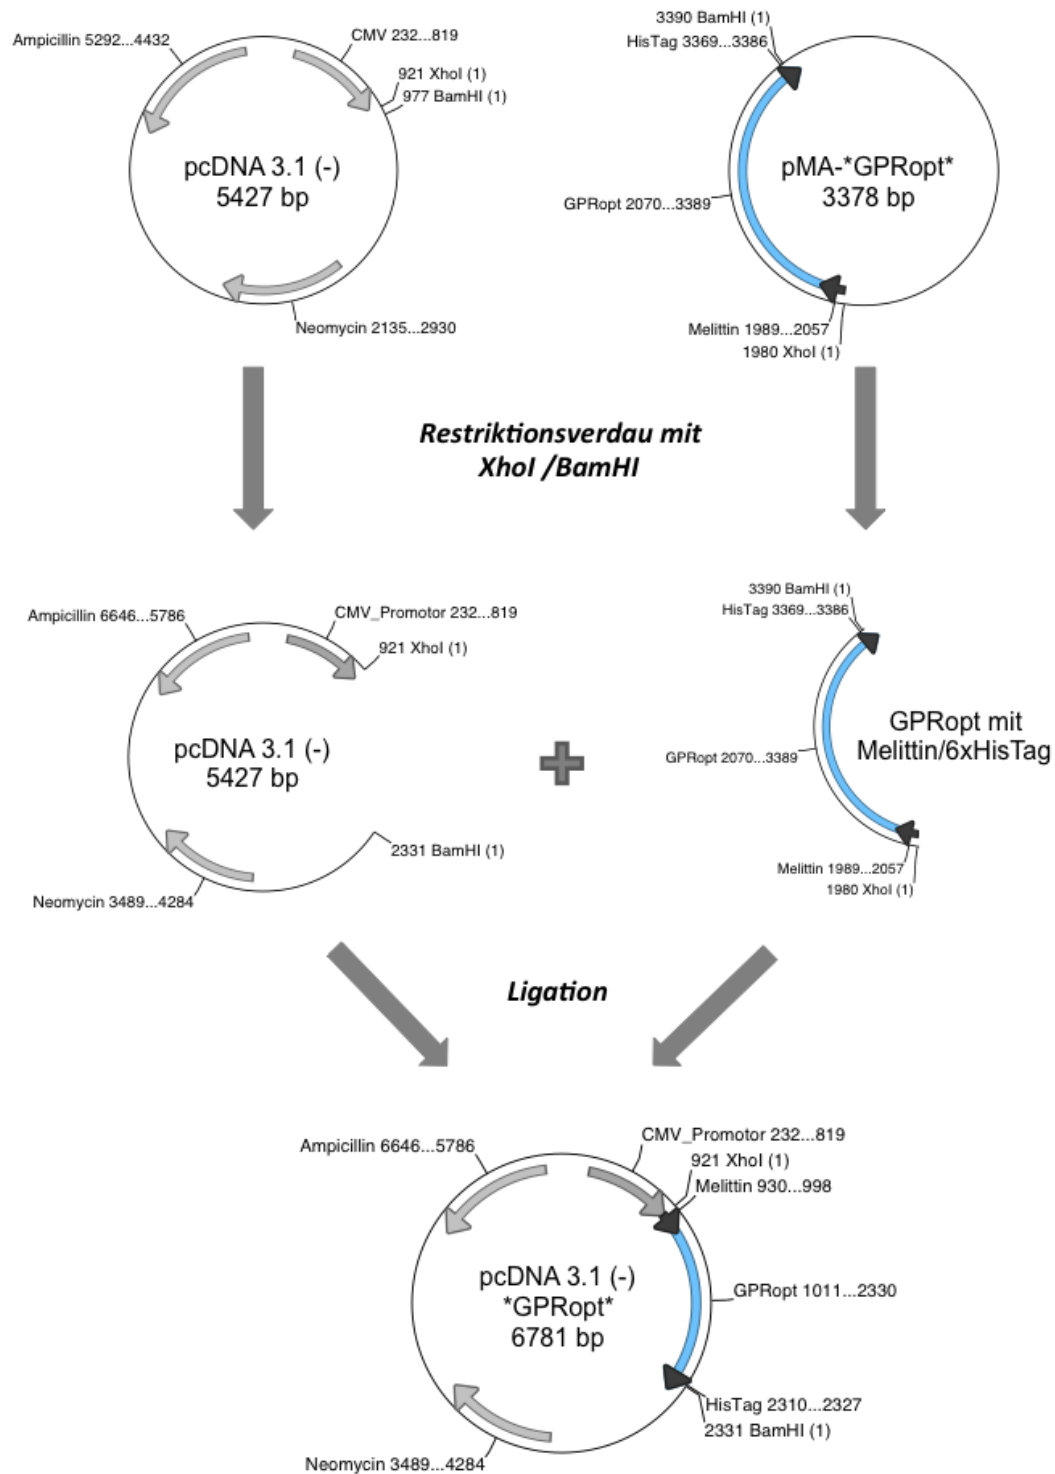 Ampicillin 5292...4432
CMV 232...819
921 XhoI (1)
977 BamHI (1)
pcDNA 3.1 (-)
5427 bp
Neomycin 2135...2930
3390 BamHI (1)
HisTag 3369...3386
pMA-*GPRopt*
3378 bp
GPRopt 2070...3389
Melittin 1989...2057
1980 XhoI (1)
Restriktionsverdau mit
XhoI /BamHI
Ampicillin 6646...5786
CMV_Promotor 232...819
921 XhoI (1)
pcDNA 3.1 (-)
5427 bp
2331 BamHI (1)
Neomycin 3489...4284
3390 BamHI (1)
HisTag 3369...3386
GPRopt mit
Melittin/6xHisTag
GPRopt 2070...3389
Melittin 1989...2057
1980 XhoI (1)
Ligation
Ampicillin 6646...5786
CMV_Promotor 232...819
921 XhoI (1)
Melittin 930...998
pcDNA 3.1 (-)
*GPRopt*
6781 bp
GPRopt 1011...2330
HisTag 2310...2327
2331 BamHI (1)
Neomycin 3489...4284